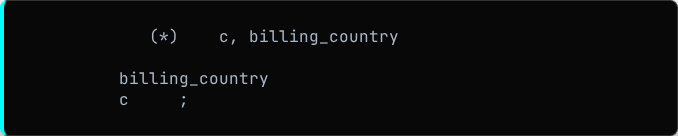 (*) c, billing_country
billing_country
c ;